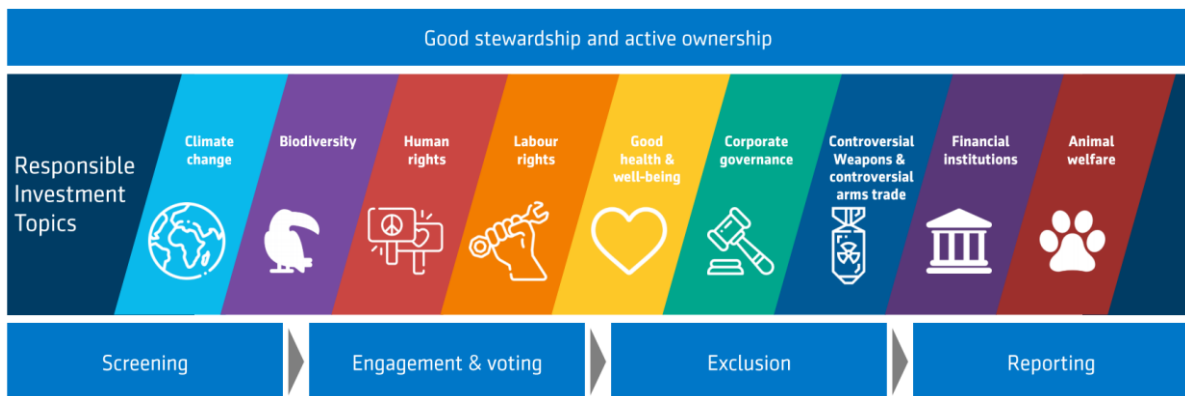 Good stewardship and active ownership
Responsible
Investment
Topics
Climate
change
Biodiversity
Human
rights
Labour
rights
Good
health &
well-being
Corporate
governance
Controversial
Weapons &
controversial
arms trade
Financial
institutions
Animal
welfare
Screening
Engagement & voting
Exclusion
Reporting